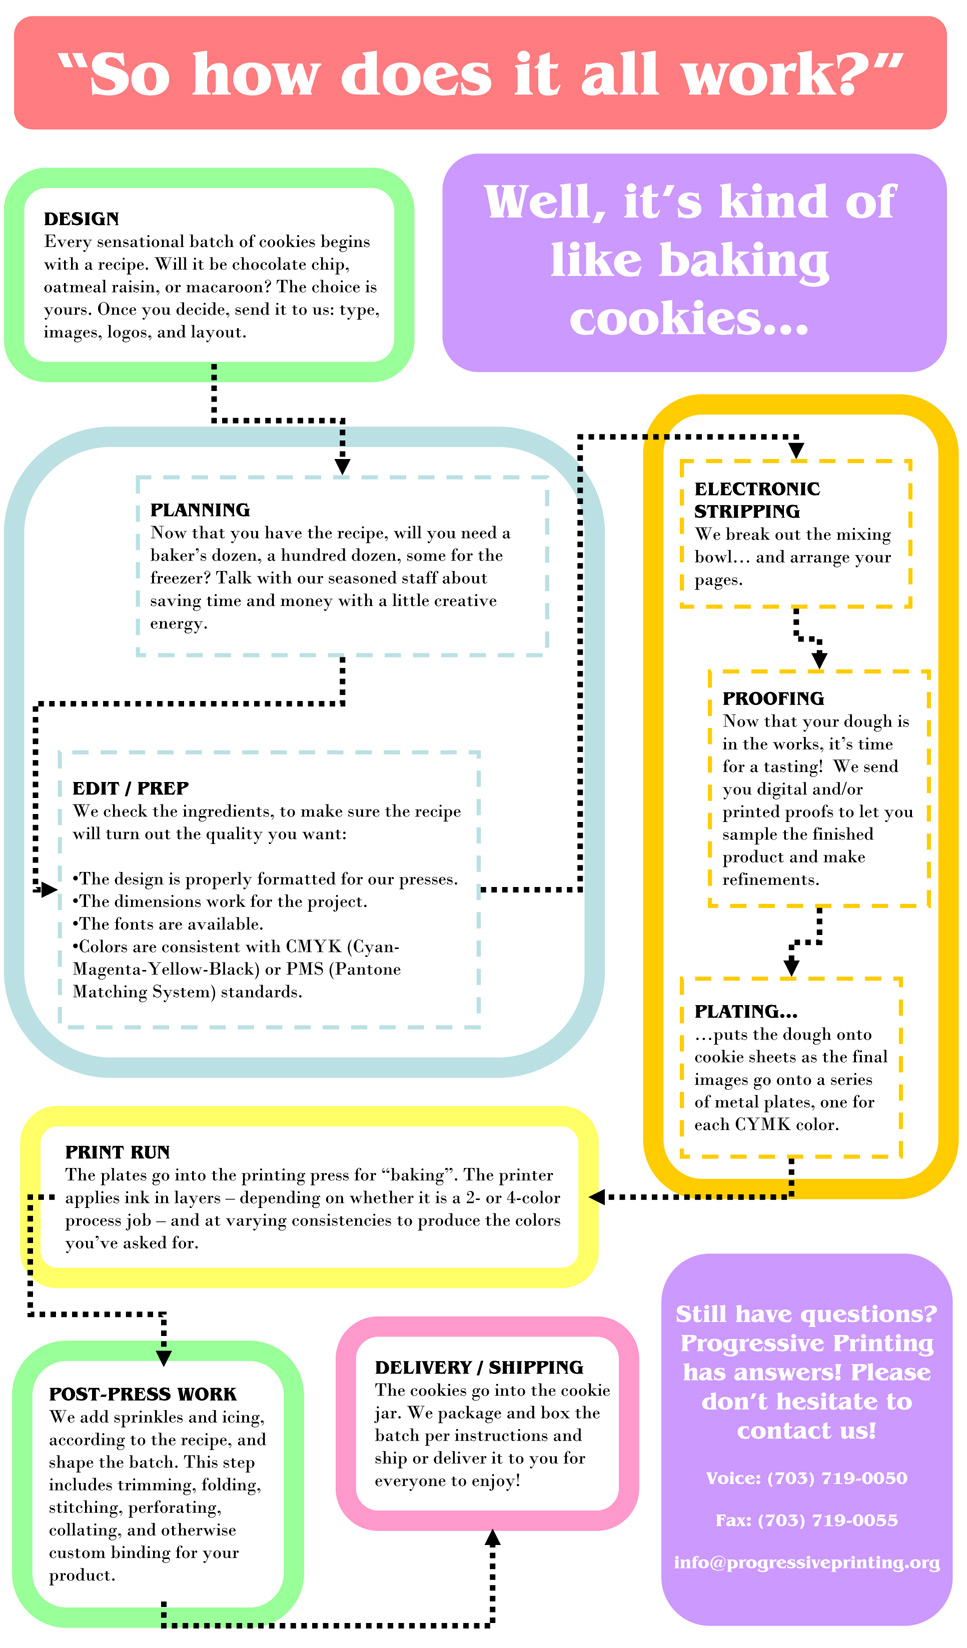 “So how does it all work?”
Well, it’s kind of
like baking
cookies...
DESIGN
Every sensational batch of cookies begins
with a recipe. Will it be chocolate chip,
oatmeal raisin, or macaroon? The choice is
yours. Once you decide, send it to us: type,
images, logos, and layout.
PLANNING
Now that you have the recipe, will you need a
baker’s dozen, a hundred dozen, some for the
freezer? Talk with our seasoned staff about
saving time and money with a little creative
energy.
EDIT / PREP
We check the ingredients, to make sure the recipe
will turn out the quality you want:
•The design is properly formatted for our presses.
•The dimensions work for the project.
•The fonts are available.
•Colors are consistent with CMYK (Cyan-
Magenta-Yellow-Black) or PMS (Pantone
Matching System) standards.
ELECTRONIC
STRIPPING
We break out the mixing
bowl… and arrange your
pages.
PROOFING
Now that your dough is
in the works, it’s time
for a tasting!  We send
you digital and/or
printed proofs to let you
sample the finished
product and make
refinements.
PLATING...
…puts the dough onto
cookie sheets as the final
images go onto a series
of metal plates, one for
each CYMK color.
PRINT RUN
The plates go into the printing press for “baking”. The printer
applies ink in layers – depending on whether it is a 2- or 4-color
process job – and at varying consistencies to produce the colors
you’ve asked for.
POST-PRESS WORK
We add sprinkles and icing,
according to the recipe, and
shape the batch. This step
includes trimming, folding,
stitching, perforating,
collating, and otherwise
custom binding for your
product.
DELIVERY / SHIPPING
The cookies go into the cookie
jar. We package and box the
batch per instructions and
ship or deliver it to you for
everyone to enjoy!
Still have questions?
Progressive Printing
has answers! Please
don’t hesitate to
contact us!
Voice: (703) 719-0050
Fax: (703) 719-0055
info@progressiveprinting.org